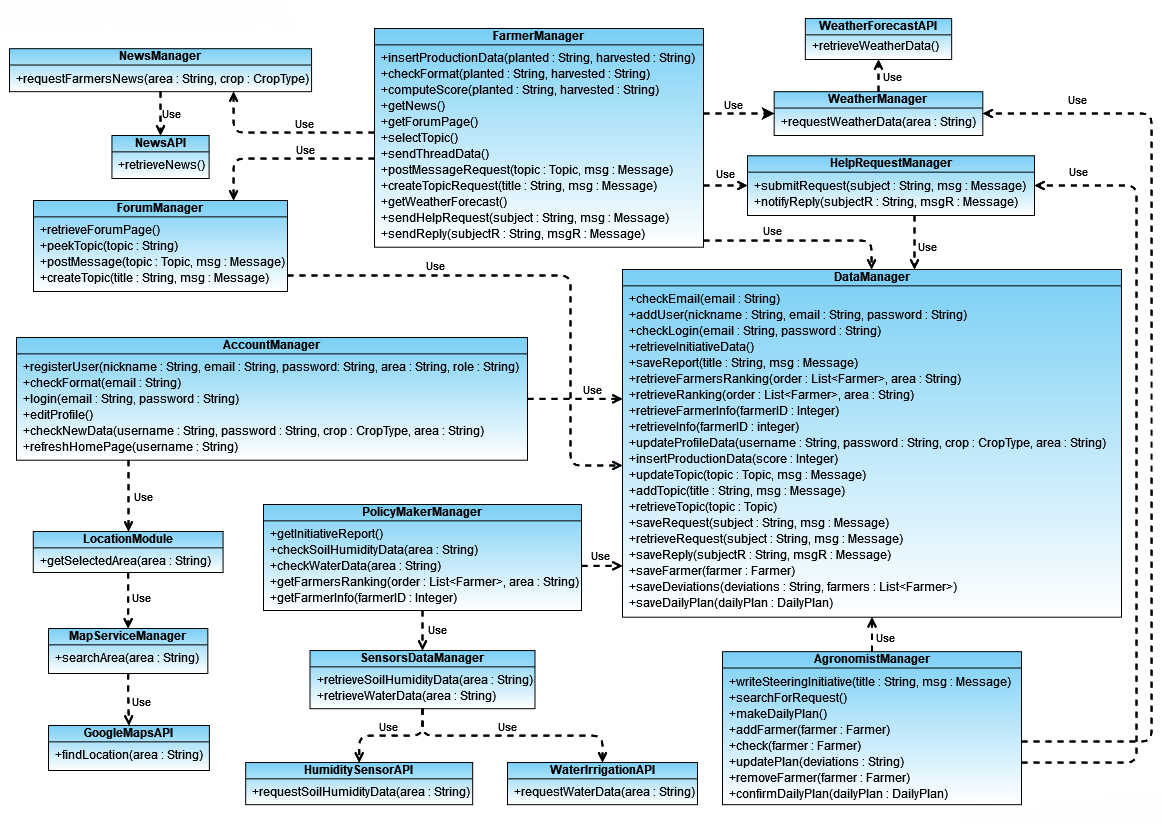 NewsManager
+requestFarmersNews(area : String, crop : CropType)
Use
NewsAPI
+retrieveNews()
FarmerManager
+insertProductionData(planted : String, harvested : String)
+checkFormat(planted : String, harvested : String)
+computeScore(planted : String, harvested : String)
+getNews()
+getForumPage()
+selectTopic()
+sendThreadData()
+postMessageRequest(topic : Topic, msg : Message)
+createTopicRequest(title : String, msg : Message)
+getWeatherForecast()
+sendHelpRequest(subject : String, msg : Message)
+sendReply(subjectR : String, msgR : Message)
Use
Use
WeatherForecastAPI
+retrieveWeatherData()
Use
WeatherManager
+requestWeatherData(area : String)
Use
Use
HelpRequestManager
+submitRequest(subject : String, msg : Message)
+notifyReply(subjectR : String, msgR : Message)
Use
Use
Use
Use
ForumManager
+retrieveForumPage()
+peekTopic(topic : String)
+postMessage(topic : Topic, msg : Message)
+createTopic(title : String, msg : Message)
Use
DataManager
+checkEmail(email : String)
+addUser(nickname : String, email : String, password : String)
+checkLogin(email : String, password : String)
+retrieveInitiativeData()
+saveReport(title : String, msg : Message)
+retrieveFarmersRanking(order : List<Farmer>, area : String)
+retrieveRanking(order : List<Farmer>, area : String)
+retrieveFarmerInfo(farmerID : Integer)
+retrieveInfo(farmerID : integer)
+updateProfileData(username : String, password : String, crop : CropType, area : String)
+insertProductionData(score : Integer)
+updateTopic(topic : Topic, msg : Message)
+addTopic(title : String, msg : Message)
+retrieveTopic(topic : Topic)
+saveRequest(subject : String, msg : Message)
+retrieveRequest(subject : String, msg : Message)
+saveReply(subjectR : String, msgR : Message)
+saveFarmer(farmer : Farmer)
+saveDeviations(deviations : String, farmers : List<Farmer>)
+saveDailyPlan(dailyPlan : DailyPlan)
AccountManager
+registerUser(nickname : String, email : String, password: String, area : String, role : String)
+checkFormat(email : String)
+login(email : String, password : String)
+editProfile()
+checkNewData(username : String, password : String, crop : CropType, area : String)
+refreshHomePage(username : String)
Use
Use
LocationModule
+getSelectedArea(area : String)
Use
MapServiceManager
+searchArea(area : String)
Use
GoogleMapsAPI
+findLocation(area : String)
PolicyMakerManager
+getInitiativeReport()
+checkSoilHumidityData(area : String)
+checkWaterData(area : String)
+getFarmersRanking(order : List<Farmer>, area : String)
+getFarmerInfo(farmerID : Integer)
Use
Use
SensorsDataManager
+retrieveSoilHumidityData(area : String)
+retrieveWaterData(area : String)
Use
Use
HumiditySensorAPI
+requestSoilHumidityData(area : String)
WaterIrrigationAPI
+requestWaterData(area : String)
Use
AgronomistManager
+writeSteeringInitiative(title : String, msg : Message)
+searchForRequest()
+makeDailyPlan()
+addFarmer(farmer : Farmer)
+check(farmer : Farmer)
+updatePlan(deviations : String)
+removeFarmer(farmer : Farmer)
+confirmDailyPlan(dailyPlan : DailyPlan)